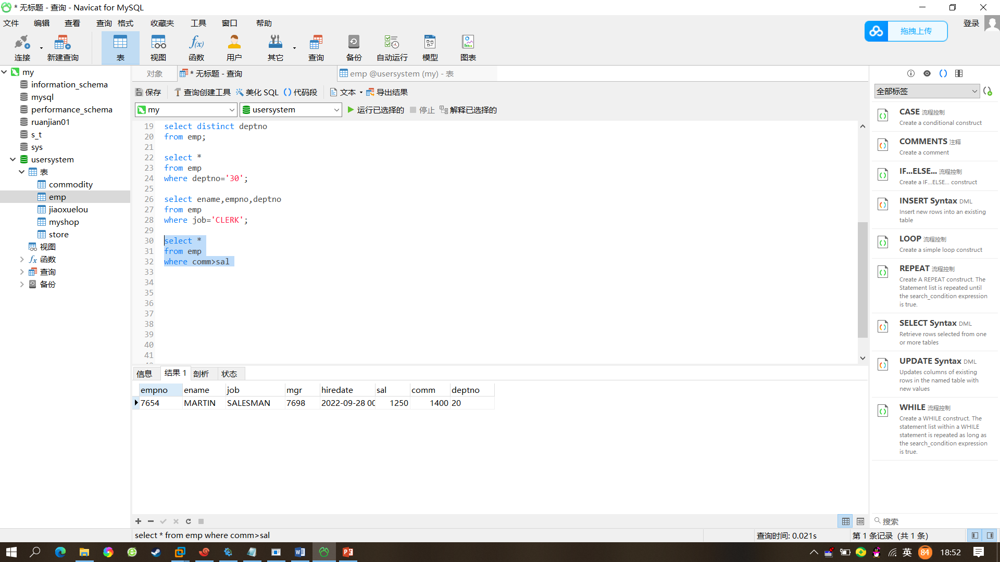 * 无标题 - 查询 - Navicat for MySQL
文件 编辑 查看 查询 格式 收藏夹 工具 窗口 帮助
登录
拖拽上传
连接 新建查询 表 视图 函数 用户 其它 查询 备份 自动运行 模型 图表
my
information_schema
mysql
performance_schema
ruanjian01
s_t
sys
usersystem
表
commodity
emp
jiaoxuelou
myshop
store
视图
函数
查询
备份
对象 * 无标题 - 查询 emp @usersystem (my) - 表
保存 查询创建工具 美化 SQL () 代码段 文本 导出结果
my usersystem 运行已选择的 停止 解释已选择的
19 select distinct deptno
20 from emp;
21
22 select *
23 from emp
24 where deptno='30';
25
26 select ename,empno,deptno
27 from emp
28 where job='CLERK';
29
30 select *
31 from emp
32 where comm>sal
33
34
35
36
37
38
39
40
41
信息 结果 1 剖析 状态
empno ename job mgr hiredate sal comm deptno
7654 MARTIN SALESMAN 7698 2022-09-28 00 1250 1400 20
select * from emp where comm>sal
查询时间: 0.021s
第 1 条记录 (共 1 条)
全部标签
CASE 流程控制
Create a conditional construct
COMMENTS 注释
Create a comment
IF...ELSE... 流程控制
Create a IF...ELSE... construct
INSERT Syntax DML
Insert new rows into an existing
table
LOOP 流程控制
Create a simple loop construct
REPEAT 流程控制
Create A REPEAT construct. The
Statement list is repeated until
the search_condition expression
is true.
SELECT Syntax DML
Retrieve rows selected from one
or more tables
UPDATE Syntax DML
Updates columns of existing
rows in the named table with
new values
WHILE 流程控制
Create a WHILE construct. The
statement list within a WHILE
statement is repeated as long as
the search_condition expression
is true.
搜索
英 84 18:52